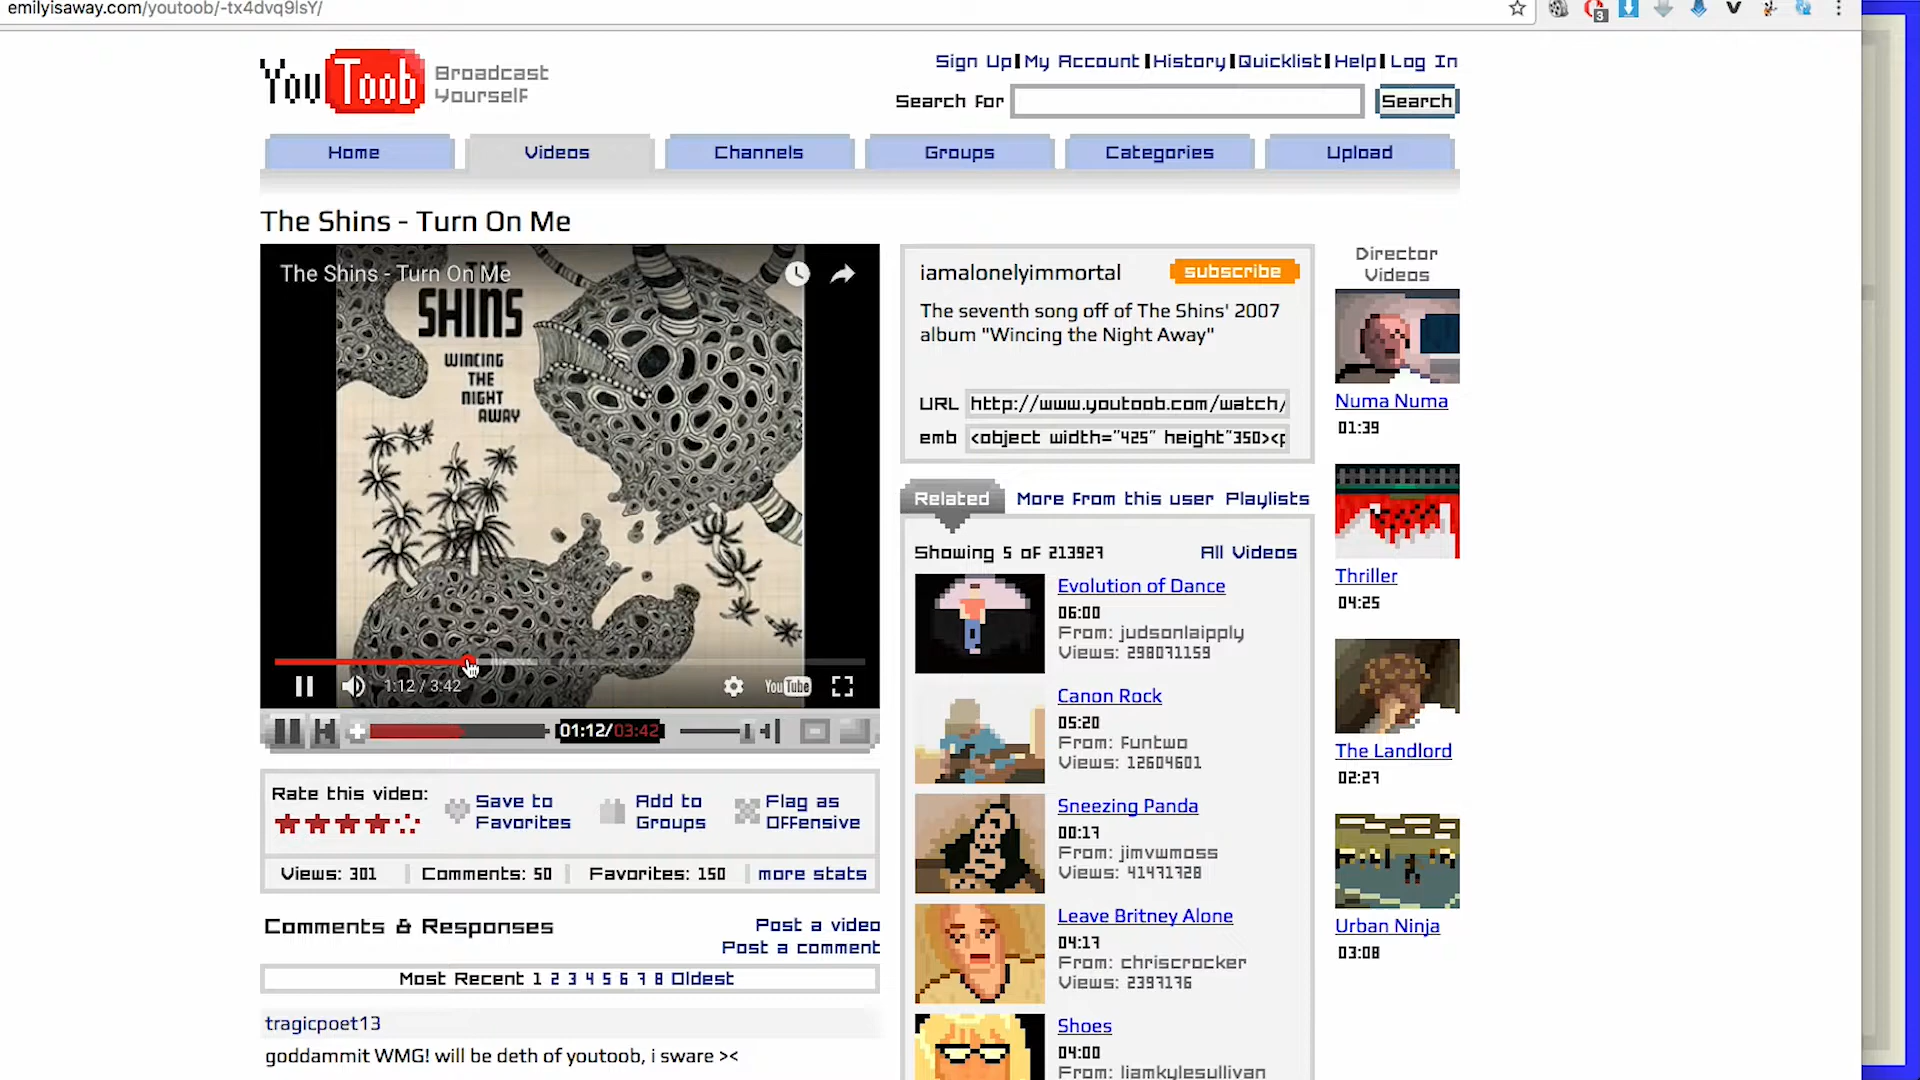 emilyisaway.com/youtoob/-tx4dvq9lsY/
3
You Toob
Broadcast
Yourself
Sign Up|My Account|History|Quicklist|Help|Log In
Search for
Search
Home
Videos
Channels
Groups
Categories
Upload
The Shins - Turn On Me
The Shins - Turn On Me
THE
SHINS
WINCING
THE
NIGHT
AWAY
1:12 / 3:42
YouTube
01:12/03:42
Rate this video:
Save to
Favorites
Add to
Groups
Flag as
Offensive
Views: 301
Comments: 50
Favorites: 150
more stats
Comments & Responses
Post a video
Post a comment
Most Recent 1 2 3 4 5 6 7 8 Oldest
tragicpoet13
goddammit WMG! will be deth of youtoob, i sware ><
iamalonelyimmortal
subscribe
The seventh song off of The Shins' 2007
album "Wincing the Night Away"
URL http://www.youtoob.com/watch/
emb <object width="425" height"350><p
Related
More from this user
Playlists
Showing 5 of 213927
All Videos
Evolution of Dance
06:00
From: judsonlaipply
Views: 298071159
Canon Rock
05:20
From: funtwo
Views: 12604601
Sneezing Panda
00:17
From: jimvwmoss
Views: 41471728
Leave Britney Alone
04:17
From: chriscrocker
Views: 2397176
Shoes
04:00
From: liamkylesullivan
Director
Videos
Numa Numa
01:39
Thriller
04:25
The Landlord
02:27
Urban Ninja
03:08